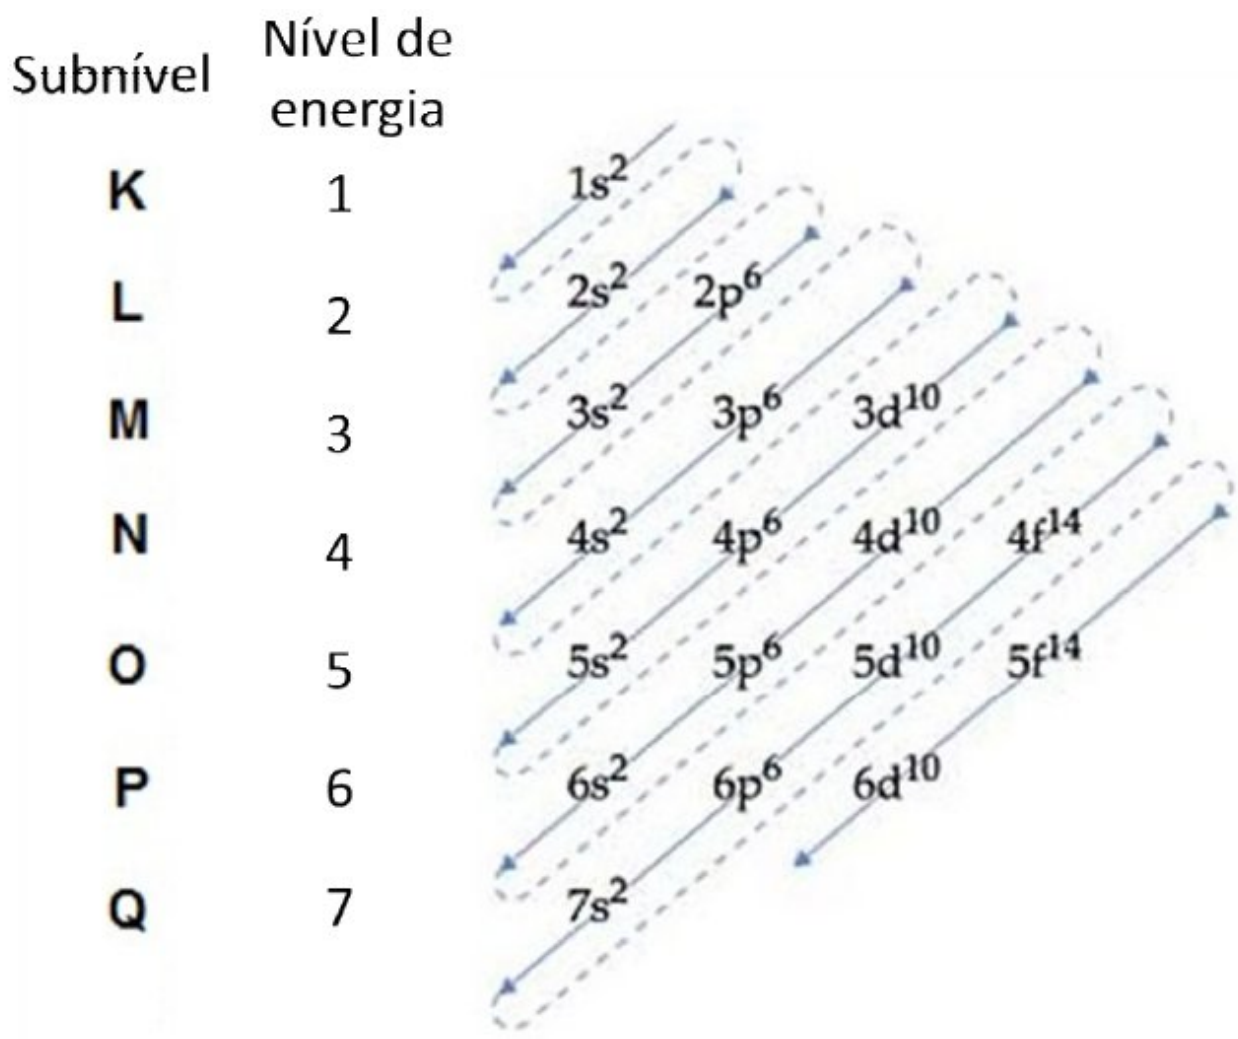 Subnível Nível de
energia
K 1 1s²
L 2 2s² 2p⁶
M 3 3s² 3p⁶ 3d¹⁰
N 4 4s² 4p⁶ 4d¹⁰ 4f¹⁴
O 5 5s² 5p⁶ 5d¹⁰ 5f¹⁴
P 6 6s² 6p⁶ 6d¹⁰
Q 7 7s²